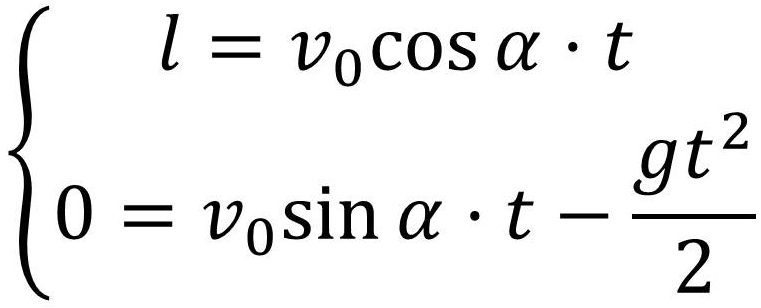 l = v₀cos α · t
0 = v₀sin α · t − gt²/2